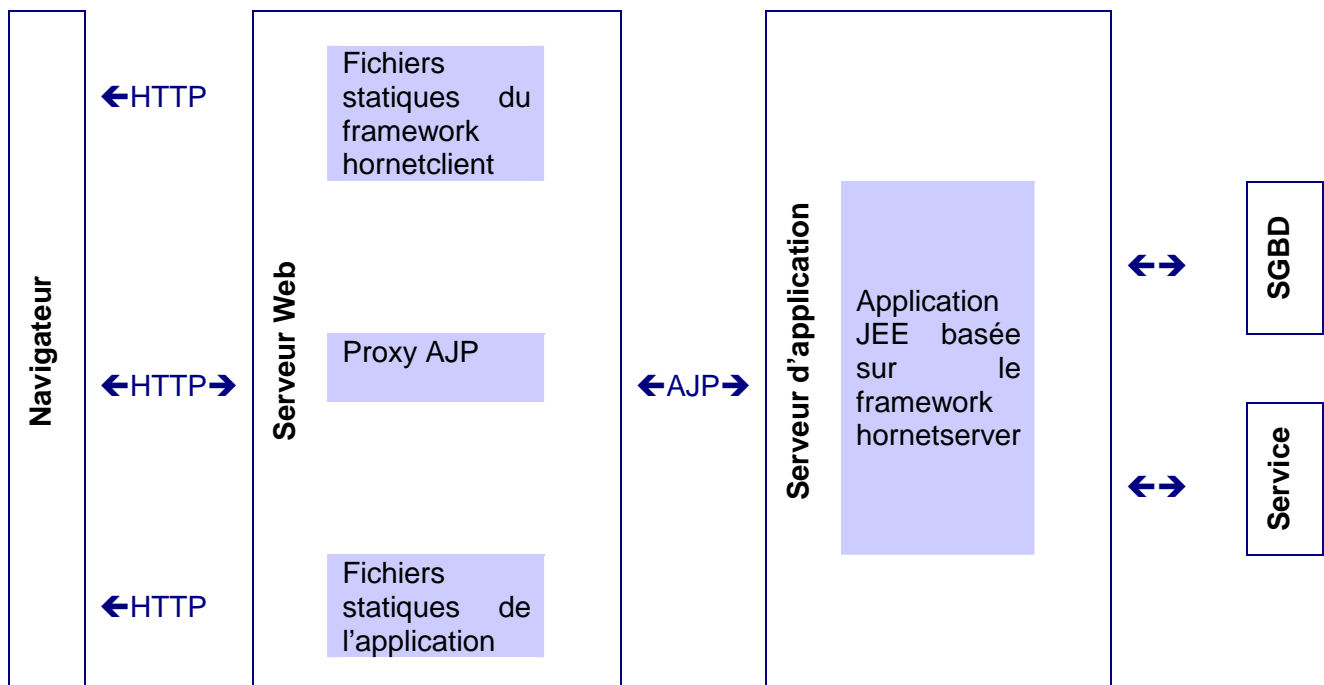 Navigateur
🡸HTTP
🡸HTTP🡺
🡸HTTP
Serveur Web
Fichiers
statiques du
framework
hornetclient
Proxy AJP
Fichiers
statiques de
l’application
🡸AJP🡺
Serveur d’application
Application
JEE basée
sur le
framework
hornetserver
🡸🡺
🡸🡺
SGBD
Service